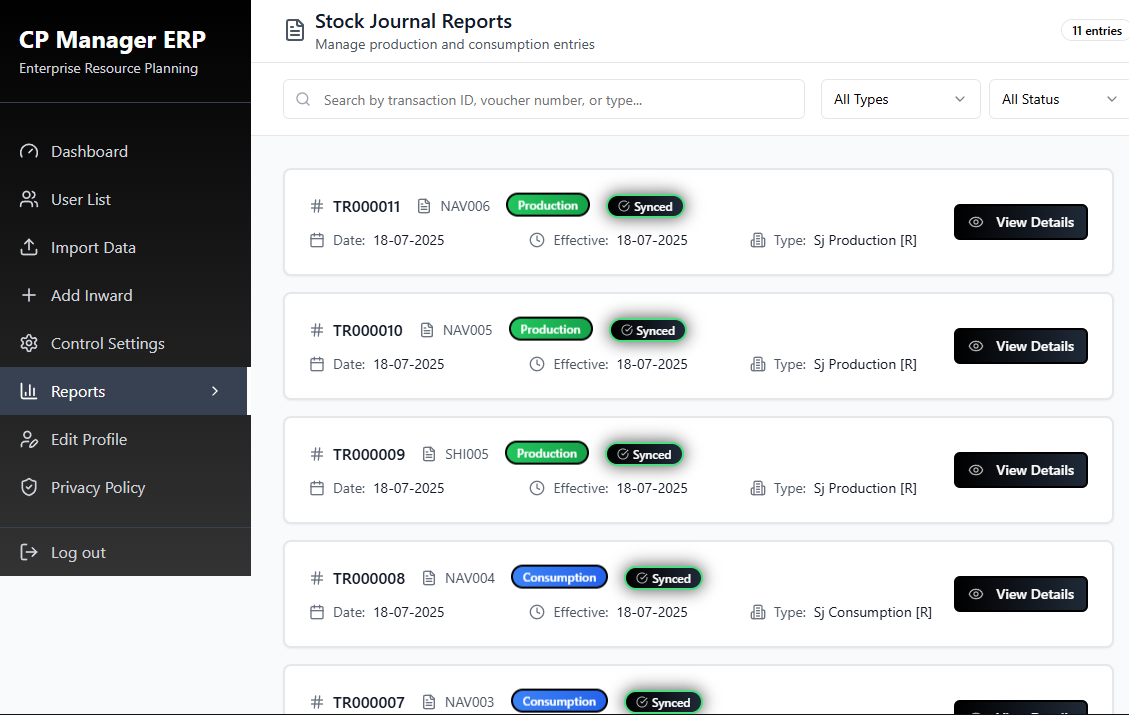 CP Manager ERP
Enterprise Resource Planning
Dashboard
User List
Import Data
Add Inward
Control Settings
Reports
Edit Profile
Privacy Policy
Log out
Stock Journal Reports
Manage production and consumption entries
11 entries
Search by transaction ID, voucher number, or type...
All Types
All Status
# TR000011 NAV006 Production Synced
Date: 18-07-2025 Effective: 18-07-2025 Type: Sj Production [R]
View Details
# TR000010 NAV005 Production Synced
Date: 18-07-2025 Effective: 18-07-2025 Type: Sj Production [R]
View Details
# TR000009 SHI005 Production Synced
Date: 18-07-2025 Effective: 18-07-2025 Type: Sj Production [R]
View Details
# TR000008 NAV004 Consumption Synced
Date: 18-07-2025 Effective: 18-07-2025 Type: Sj Consumption [R]
View Details
# TR000007 NAV003 Consumption Synced